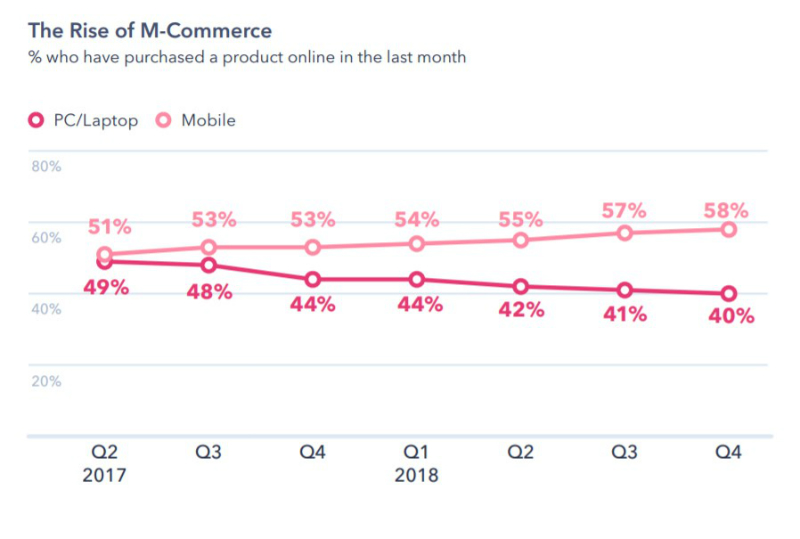 The Rise of M-Commerce
% who have purchased a product online in the last month
PC/Laptop Mobile
80%
51% 53% 53% 54% 55% 57% 58%
60%
49% 48% 44% 44% 42% 41% 40%
40%
20%
Q2 Q3 Q4 Q1 Q2 Q3 Q4
2017 2018